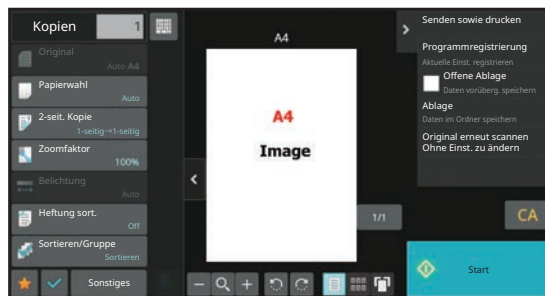 Kopien
1
Original
Auto A4
Papierwahl
Auto
2-seit. Kopie
1-seitig→1-seitig
Zoomfaktor
100%
Belichtung
Auto
Heftung sort.
Off
Sortieren/Gruppe
Sortieren
Sonstiges
A4
A4
Image
1/1
Senden sowie drucken
Programmregistrierung
Aktuelle Einst. registrieren
Offene Ablage
Daten vorüberg. speichern
Ablage
Daten im Ordner speichern
Original erneut scannen
Ohne Einst. zu ändern
CA
Start